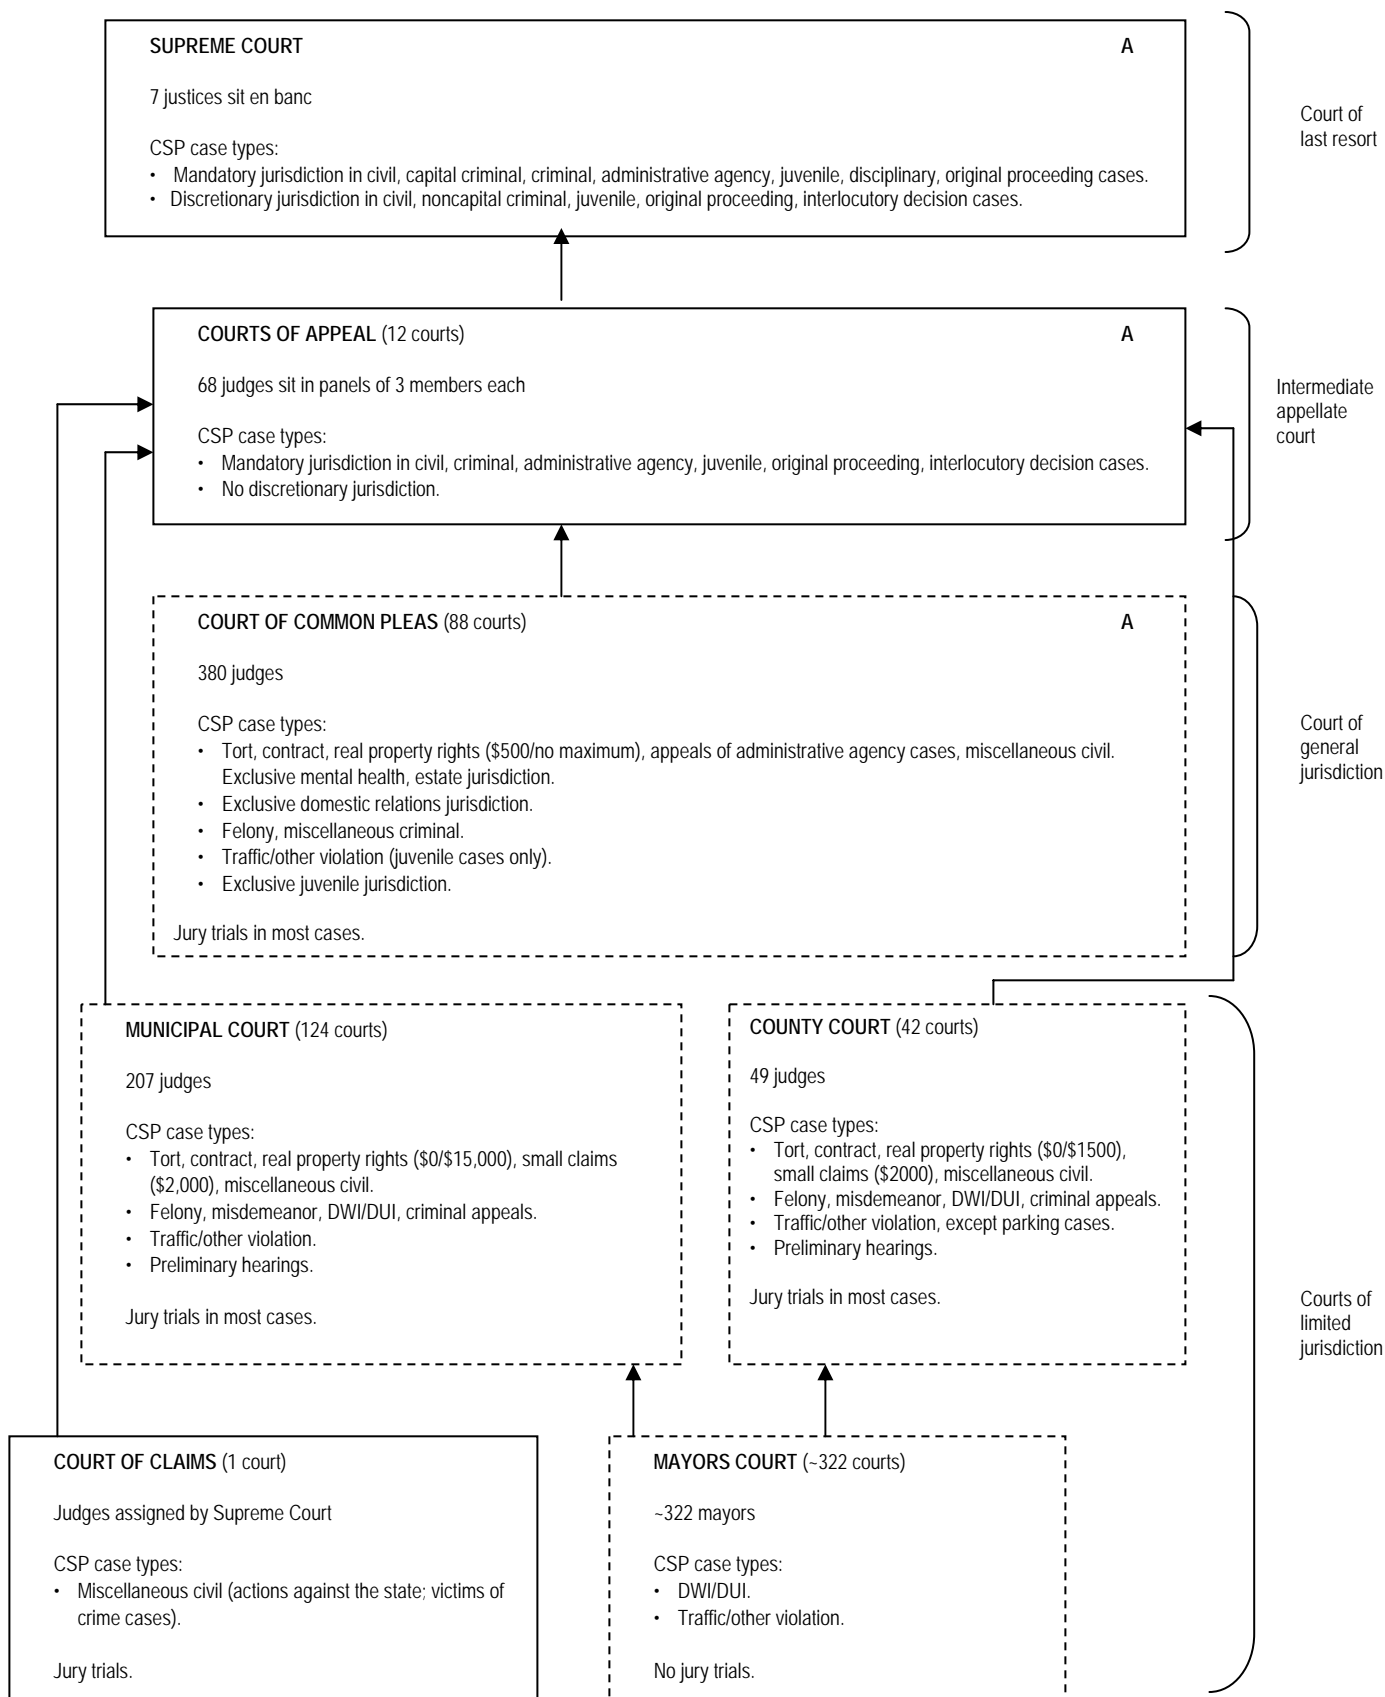 SUPREME COURT A
7 justices sit en banc
CSP case types:
• Mandatory jurisdiction in civil, capital criminal, criminal, administrative agency, juvenile, disciplinary, original proceeding cases.
• Discretionary jurisdiction in civil, noncapital criminal, juvenile, original proceeding, interlocutory decision cases.
Court of
last resort
COURTS OF APPEAL (12 courts) A
68 judges sit in panels of 3 members each
CSP case types:
• Mandatory jurisdiction in civil, criminal, administrative agency, juvenile, original proceeding, interlocutory decision cases.
• No discretionary jurisdiction.
Intermediate
appellate
court
COURT OF COMMON PLEAS (88 courts) A
380 judges
CSP case types:
• Tort, contract, real property rights ($500/no maximum), appeals of administrative agency cases, miscellaneous civil.
Exclusive mental health, estate jurisdiction.
• Exclusive domestic relations jurisdiction.
• Felony, miscellaneous criminal.
• Traffic/other violation (juvenile cases only).
• Exclusive juvenile jurisdiction.
Jury trials in most cases.
Court of
general
jurisdiction
MUNICIPAL COURT (124 courts)
207 judges
CSP case types:
• Tort, contract, real property rights ($0/$15,000), small claims
($2,000), miscellaneous civil.
• Felony, misdemeanor, DWI/DUI, criminal appeals.
• Traffic/other violation.
• Preliminary hearings.
Jury trials in most cases.
COUNTY COURT (42 courts)
49 judges
CSP case types:
• Tort, contract, real property rights ($0/$1500),
small claims ($2000), miscellaneous civil.
• Felony, misdemeanor, DWI/DUI, criminal appeals.
• Traffic/other violation, except parking cases.
• Preliminary hearings.
Jury trials in most cases.
Courts of
limited
jurisdiction
COURT OF CLAIMS (1 court)
Judges assigned by Supreme Court
CSP case types:
• Miscellaneous civil (actions against the state; victims of
crime cases).
Jury trials.
MAYORS COURT (~322 courts)
~322 mayors
CSP case types:
• DWI/DUI.
• Traffic/other violation.
No jury trials.